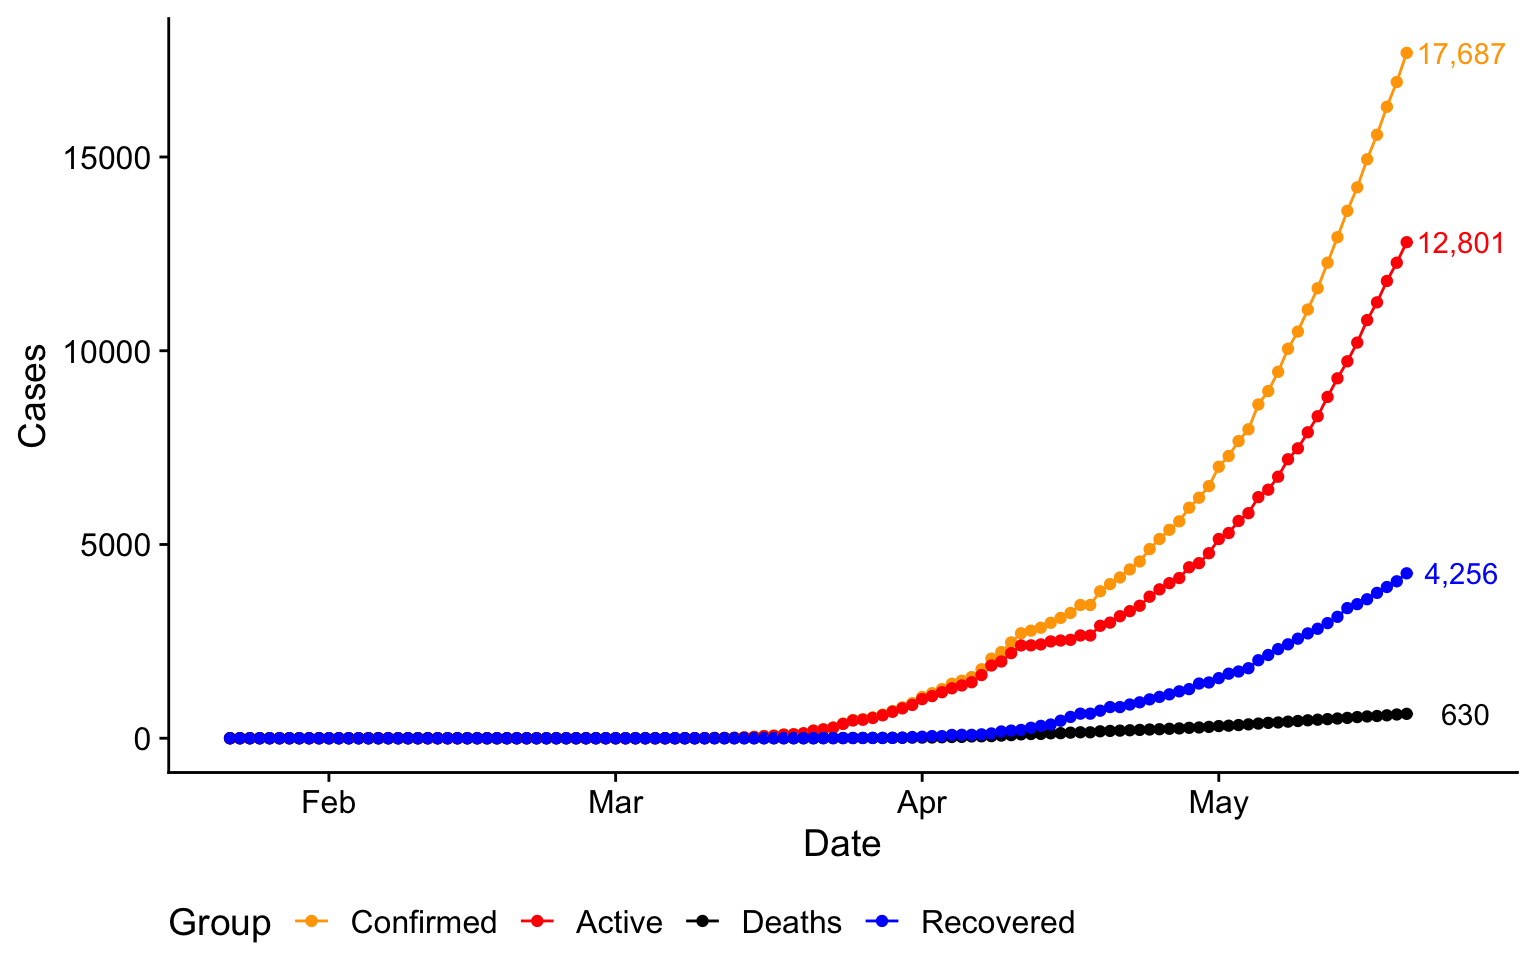 17,687
15000
12,801
10000
Cases
5000
4,256
630
0
Feb Mar Apr May
Date
Group Confirmed Active Deaths Recovered